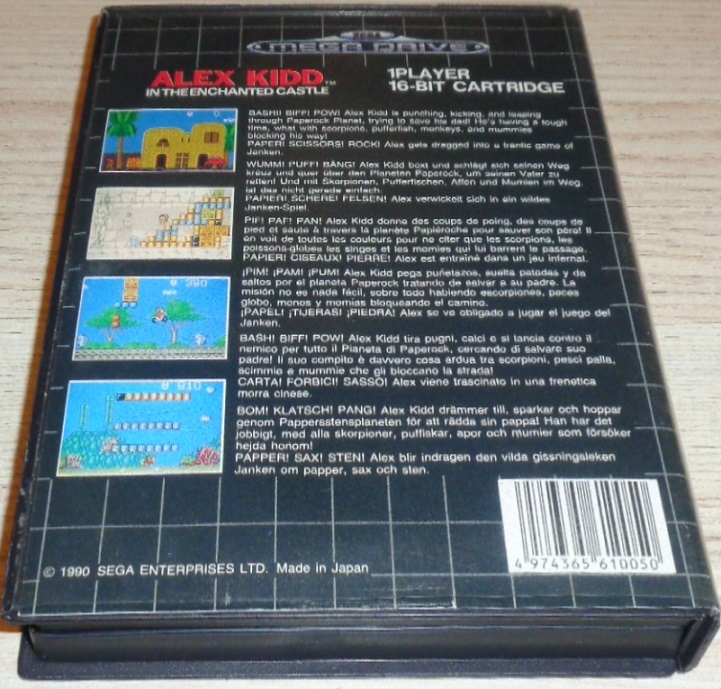 SEGA
MEGA DRIVE
ALEX KIDD™
IN THE ENCHANTED CASTLE
1PLAYER
16-BIT CARTRIDGE
BASH! BIFF! POW! Alex Kidd is punching, kicking, and leaping
through Paperock Planet, trying to save his dad! He's having a tough
time, what with scorpions, pufferfish, monkeys, and mummies
blocking his way!
PAPER! SCISSORS! ROCK! Alex gets dragged into a frantic game of
Janken.
WUMM! PUFF! BÄNG! Alex Kidd boxt und schlägt sich seinen Weg
kreuz und quer über den Planeten Paperock, um seinen Vater zu
retten! Und mit Skorpionen, Pufferfischen, Affen und Mumien im Weg,
ist das nicht gerade einfach.
PAPIER! SCHERE! FELSEN! Alex verwickelt sich in ein wildes
Janken-Spiel.
PIF! PAF! PAN! Alex Kidd donne des coups de poing, des coups de
pied et saute à travers la planète Papiéroche pour sauver son père! Il
en voit de toutes les couleurs pour ne citer que les scorpions, les
poissons-globes les singes et les momies qui lui barrent le passage.
PAPIER! CISEAUX! PIERRE! Alex est entraîné dans un jeu infernal.
¡PIM! ¡PAM! ¡PUM! Alex Kidd pega puñetazos, suelta patadas y da
saltos por el planeta Paperock tratando de salvar a su padre. La
misión no es nada fácil, sobre todo habiendo escorpiones, peces
globo, monos y momias bloqueando el camino.
¡PAPEL! ¡TIJERAS! ¡PIEDRA! Alex se ve obligado a jugar el juego del
Janken.
BASH! BIFF! POW! Alex Kidd tira pugni, calci e si lancia contro il
nemico per tutto il Pianeta di Paperock, cercando di salvare suo
padre! Il suo compito è davvero cosa ardua tra scorpioni, pesci palla,
scimmie e mummie che gli bloccano la strada!
CARTA! FORBICI! SASSO! Alex viene trascinato in una frenetica
morra cinese.
BOM! KLATSCH! PANG! Alex Kidd drämmer till, sparkar och hoppar
genom Pappersstensplaneten för att rädda sin pappa! Han har det
jobbigt, med alla skorpioner, puffiskar, apor och mumier som försöker
hejda honom!
PAPPER! SAX! STEN! Alex blir indragen den vilda gissningsleken
Janken om papper, sax och sten.
390
910
© 1990 SEGA ENTERPRISES LTD. Made in Japan
4 974365 610050